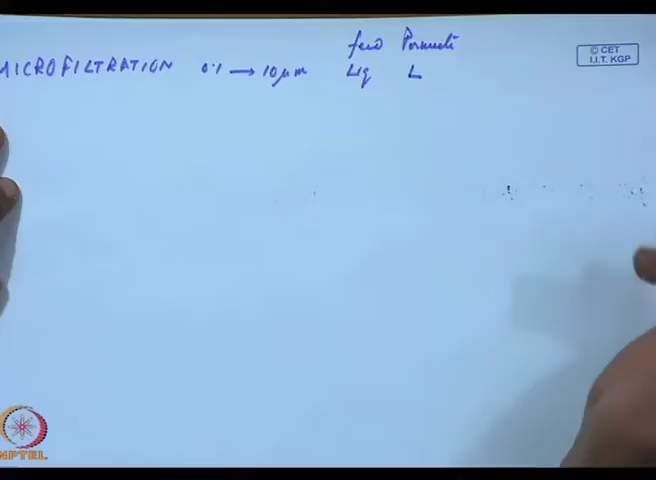 feed Permeate
MICROFILTRATION 0.1 → 10 μm Liq L
© CET
I.I.T. KGP
NPTEL